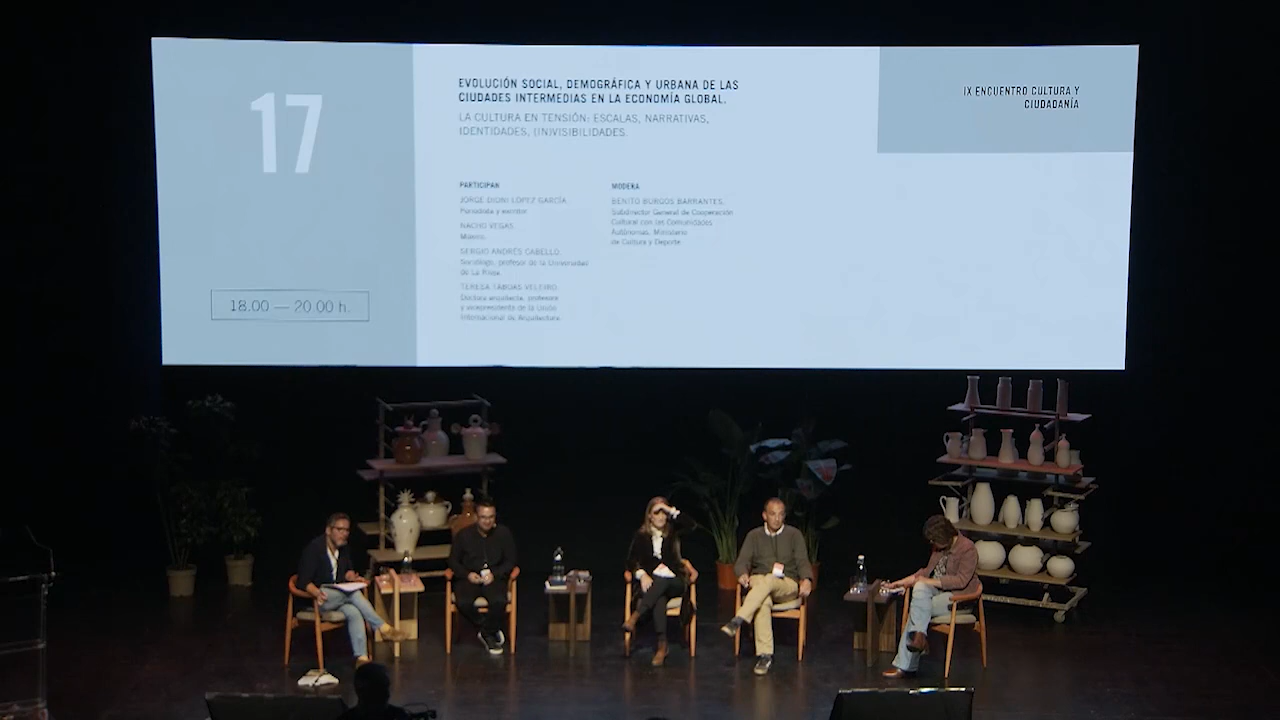 17
18.00 — 20.00 h.
EVOLUCIÓN SOCIAL, DEMOGRÁFICA Y URBANA DE LAS
CIUDADES INTERMEDIAS EN LA ECONOMÍA GLOBAL.
LA CULTURA EN TENSIÓN: ESCALAS, NARRATIVAS,
IDENTIDADES, (IN)VISIBILIDADES.
PARTICIPAN
JORGE DIONI LÓPEZ GARCÍA.
Periodista y escritor.
NACHO VEGAS.
Músico.
SERGIO ANDRÉS CABELLO.
Sociólogo, profesor de la Universidad
de La Rioja.
TERESA TÁBOAS VELEIRO.
Doctora arquitecta, profesora
y vicepresidenta de la Unión
Internacional de Arquitectura.
MODERA
BENITO BURGOS BARRANTES.
Subdirector General de Cooperación
Cultural con las Comunidades
Autónomas. Ministerio
de Cultura y Deporte.
IX ENCUENTRO CULTURA Y
CIUDADANÍA